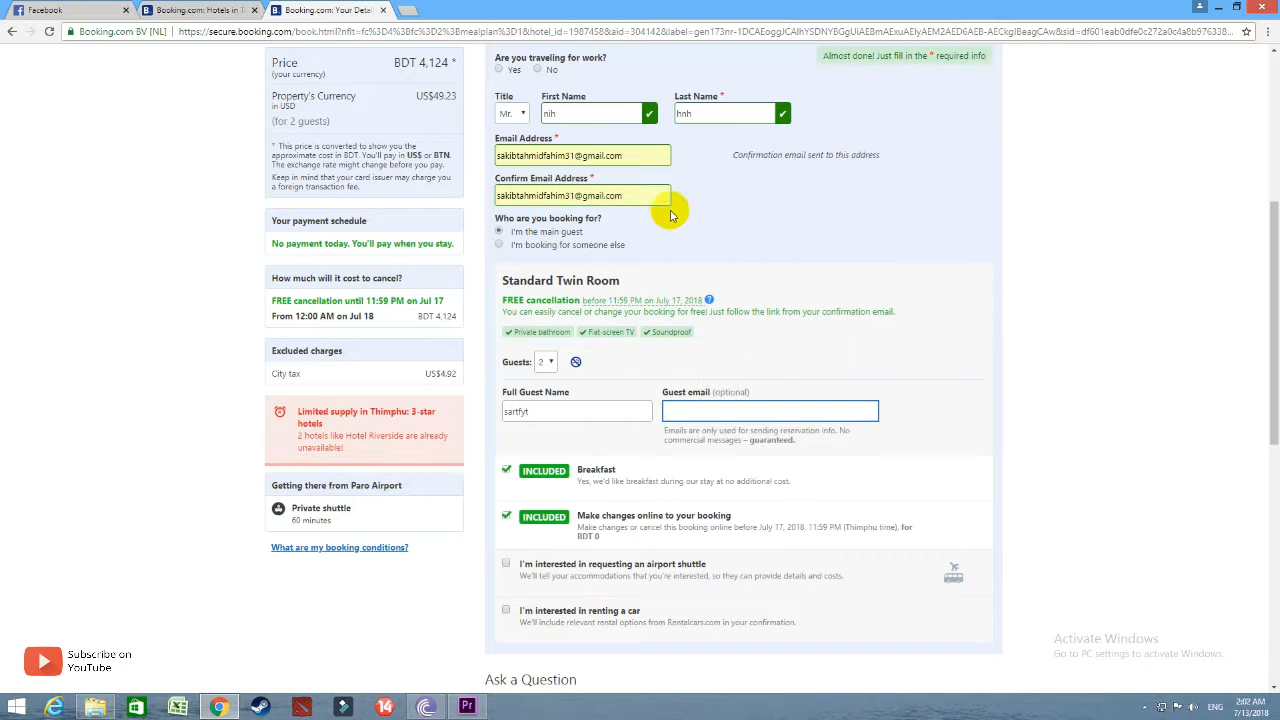 Facebook
Booking.com: Hotels in T
Booking.com: Your Detai
Booking.com BV [NL]
Price
(your currency)
BDT 4,124 *
Property's Currency
in USD
US$49.23
(for 2 guests)
* This price is converted to show you the
approximate cost in BDT. You'll pay in US$ or BTN.
The exchange rate might change before you pay.
Keep in mind that your card issuer may charge you
a foreign transaction fee.
Your payment schedule
No payment today. You'll pay when you stay.
How much will it cost to cancel?
FREE cancellation until 11:59 PM on Jul 17
From 12:00 AM on Jul 18
BDT 4,124
Excluded charges
City tax
US$4.92
Limited supply in Thimphu: 3-star
hotels
2 hotels like Hotel Riverside are already
unavailable!
Getting there from Paro Airport
Private shuttle
60 minutes
What are my booking conditions?
Are you traveling for work?
Yes
No
Almost done! Just fill in the * required info
Title
First Name
Last Name *
Mr.
nih
hnh
Email Address *
sakibtahmidfahim31@gmail.com
Confirmation email sent to this address
Confirm Email Address *
sakibtahmidfahim31@gmail.com
Who are you booking for?
I'm the main guest
I'm booking for someone else
Standard Twin Room
FREE cancellation before 11:59 PM on July 17, 2018
You can easily cancel or change your booking for free! Just follow the link from your confirmation email.
Private bathroom
Flat-screen TV
Soundproof
Guests: 2
Full Guest Name
Guest email (optional)
sartfyt
Emails are only used for sending reservation info. No
commercial messages – guaranteed.
INCLUDED
Breakfast
Yes, we'd like breakfast during our stay at no additional cost.
INCLUDED
Make changes online to your booking
Make changes or cancel this booking online before July 17, 2018, 11:59 PM (Thimphu time), for
BDT 0
I'm interested in requesting an airport shuttle
We'll tell your accommodations that you're interested, so they can provide details and costs.
I'm interested in renting a car
We'll include relevant rental options from Rentalcars.com in your confirmation.
Ask a Question
Activate Windows
Go to PC settings to activate Windows.
Subscribe on
YouTube
14
Pr
ENG
2:02 AM
7/13/2018